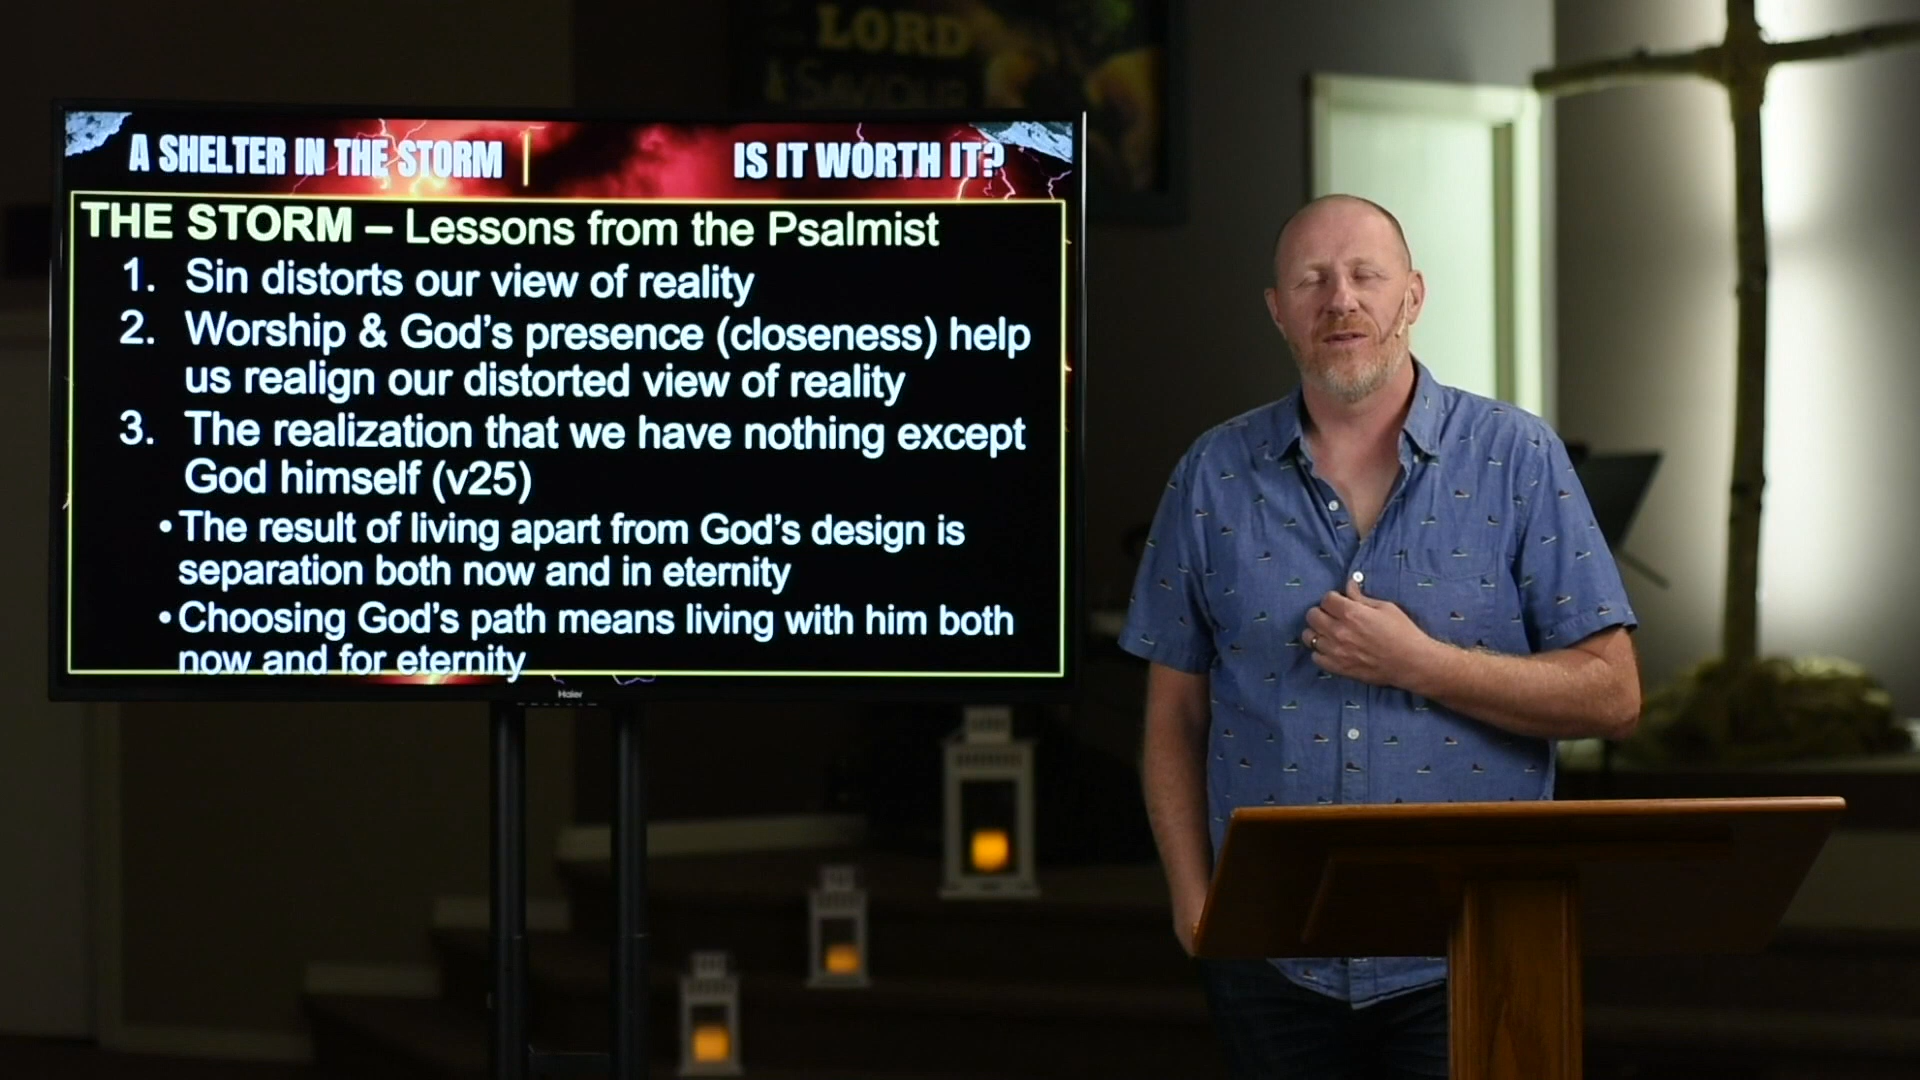 LORD
& SAVIOUR
A SHELTER IN THE STORM
IS IT WORTH IT?
THE STORM – Lessons from the Psalmist
1. Sin distorts our view of reality
2. Worship & God's presence (closeness) help
us realign our distorted view of reality
3. The realization that we have nothing except
God himself (v25)
• The result of living apart from God's design is
separation both now and in eternity
• Choosing God's path means living with him both
now and for eternity
Haier